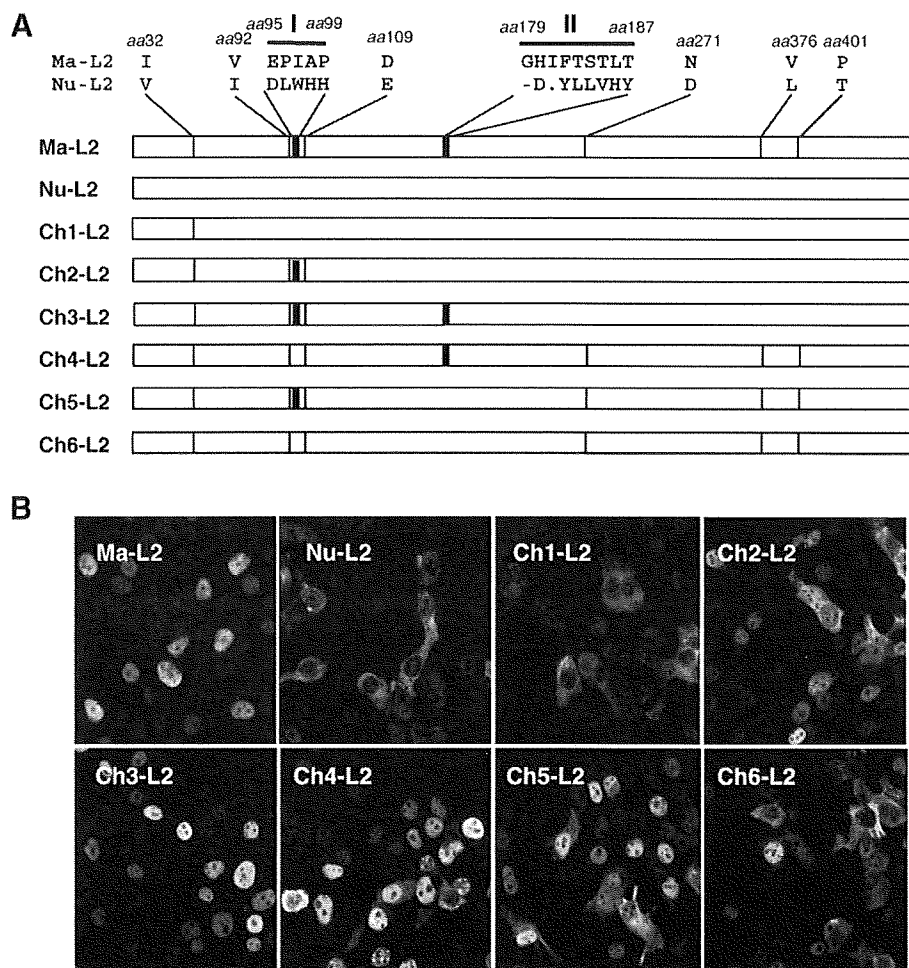 A
aa95 I aa99 aa179 II aa187
aa32 aa92 aa109 aa271 aa376 aa401
Ma-L2 I V EPIAP D GHIFTSTLT N V P
Nu-L2 V I DLWHH E -D.YLLVHY D L T
Ma-L2
Nu-L2
Ch1-L2
Ch2-L2
Ch3-L2
Ch4-L2
Ch5-L2
Ch6-L2
B
Ma-L2 Nu-L2 Ch1-L2 Ch2-L2
Ch3-L2 Ch4-L2 Ch5-L2 Ch6-L2